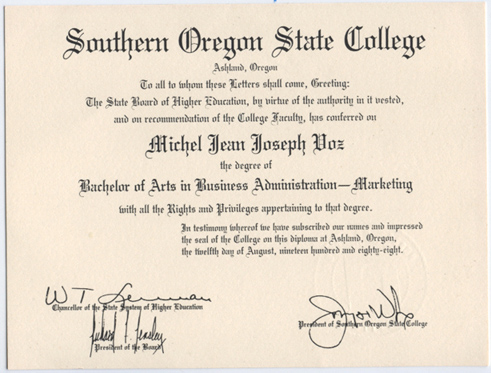 Southern Oregon State College
Ashland, Oregon
To all to whom these Letters shall come, Greeting:
The State Board of Higher Education, by virtue of the authority in it vested,
and on recommendation of the College Faculty, has conferred on
Michel Jean Joseph Voz
the degree of
Bachelor of Arts in Business Administration—Marketing
with all the Rights and Privileges appertaining to that degree.
In testimony whereof we have subscribed our names and impressed
the seal of the College on this diploma at Ashland, Oregon,
the twelfth day of August, nineteen hundred and eighty-eight.
W T
Chancellor of the State System of Higher Education
President of the Board
President of Southern Oregon State College